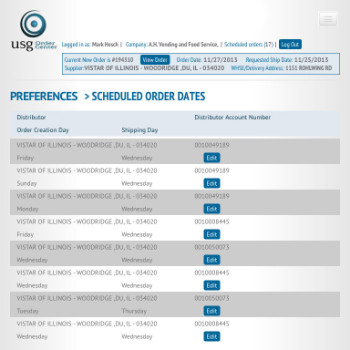 usg Order Center
Logged in as: Mark Hesch | Company: A.H. Vending and Food Service, | Scheduled orders (17) | Log Out
Current New Order is #194310 View Order Order Date: 11/27/2013 Requested Ship Date: 11/25/2013
Supplier: VISTAR OF ILLINOIS - WOODRIDGE ,DU, IL - 034020 WHSE/Delivery Address: 1151 ROHLWING RD
PREFERENCES > SCHEDULED ORDER DATES
Distributor Distributor Account Number
Order Creation Day Shipping Day
VISTAR OF ILLINOIS - WOODRIDGE ,DU, IL - 034020 0010049189
Friday Wednesday Edit
VISTAR OF ILLINOIS - WOODRIDGE ,DU, IL - 034020 0010049189
Sunday Wednesday Edit
VISTAR OF ILLINOIS - WOODRIDGE ,DU, IL - 034020 0010049189
Monday Wednesday Edit
VISTAR OF ILLINOIS - WOODRIDGE ,DU, IL - 034020 0010008445
Friday Wednesday Edit
VISTAR OF ILLINOIS - WOODRIDGE ,DU, IL - 034020 0010050073
Wednesday Wednesday Edit
VISTAR OF ILLINOIS - WOODRIDGE ,DU, IL - 034020 0010008445
Wednesday Wednesday Edit
VISTAR OF ILLINOIS - WOODRIDGE ,DU, IL - 034020 0010050073
Tuesday Thursday Edit
VISTAR OF ILLINOIS - WOODRIDGE ,DU, IL - 034020 0010008445
Wednesday Wednesday Edit